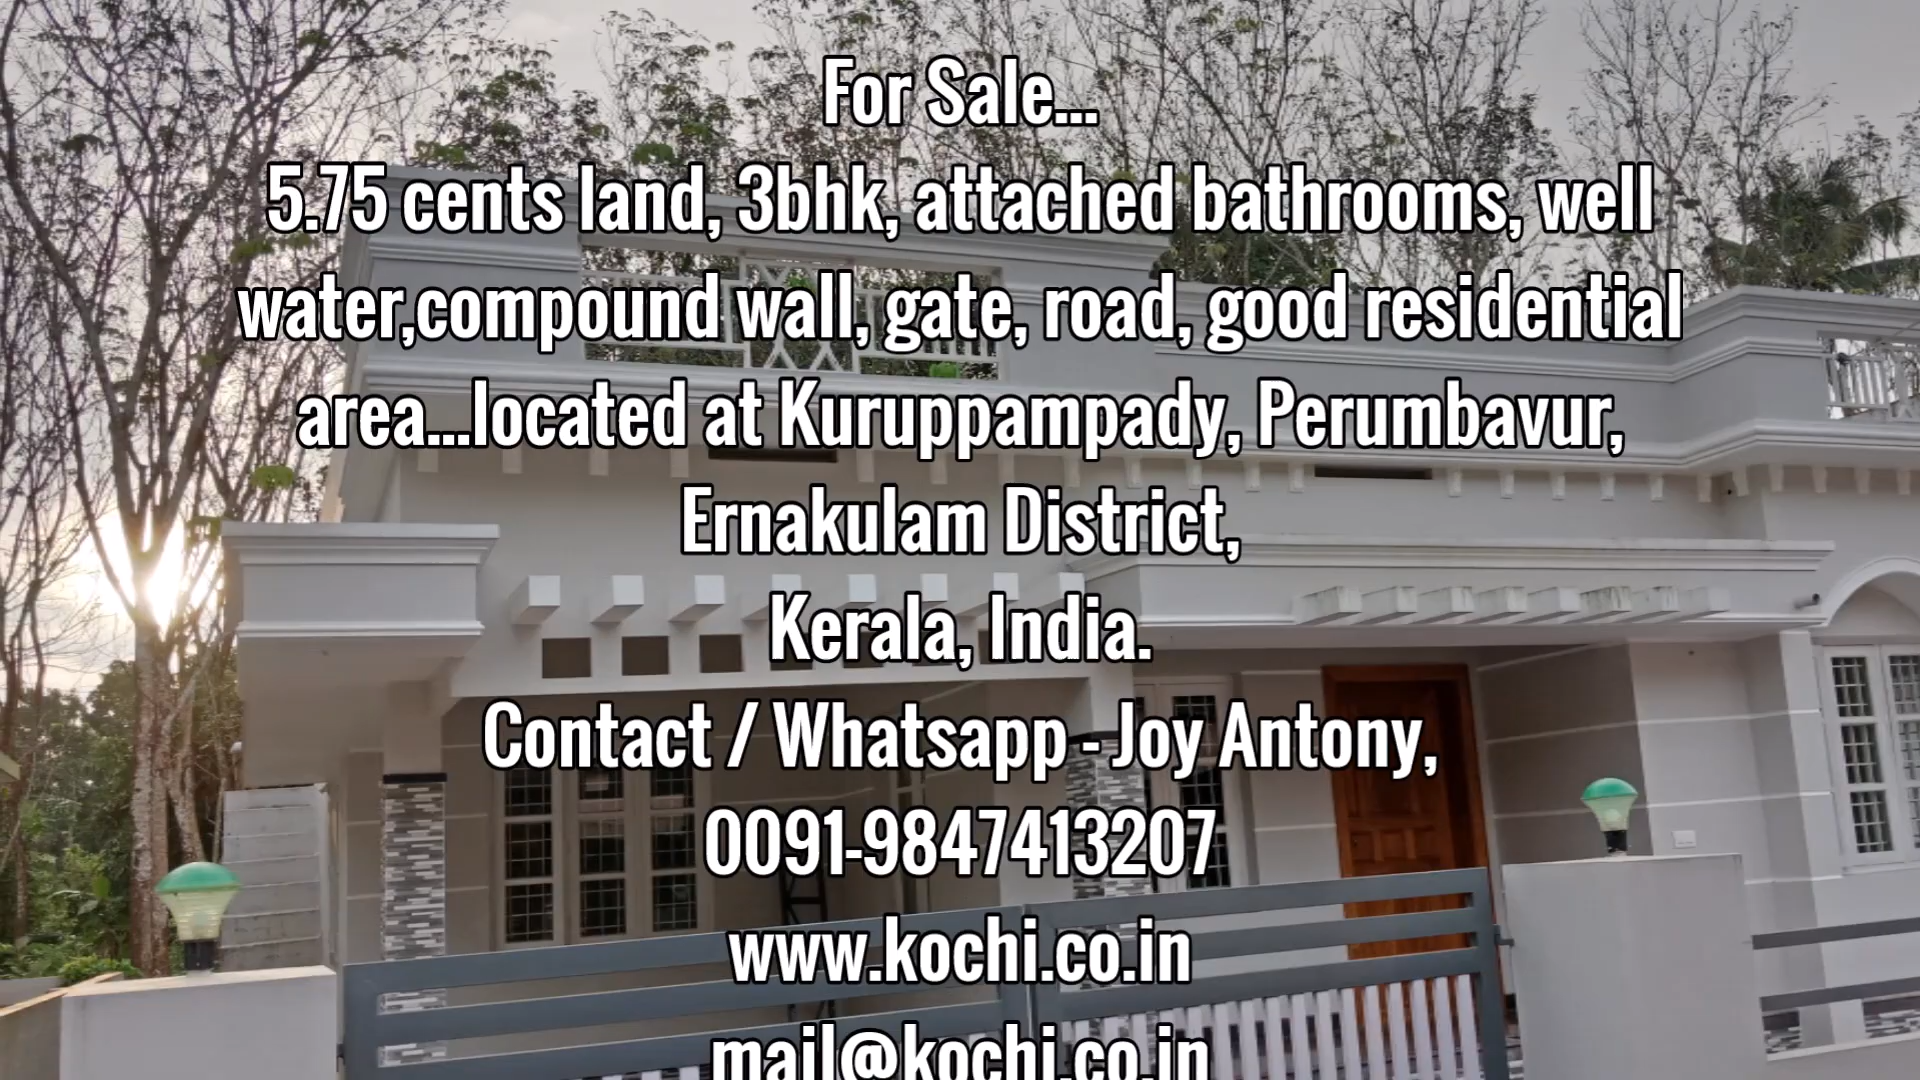 For Sale...
5.75 cents land, 3bhk, attached bathrooms, well
water,compound wall, gate, road, good residential
area...located at Kuruppampady, Perumbavur,
Ernakulam District,
Kerala, India.
Contact / Whatsapp - Joy Antony,
0091-9847413207
www.kochi.co.in
mail@kochi.co.in